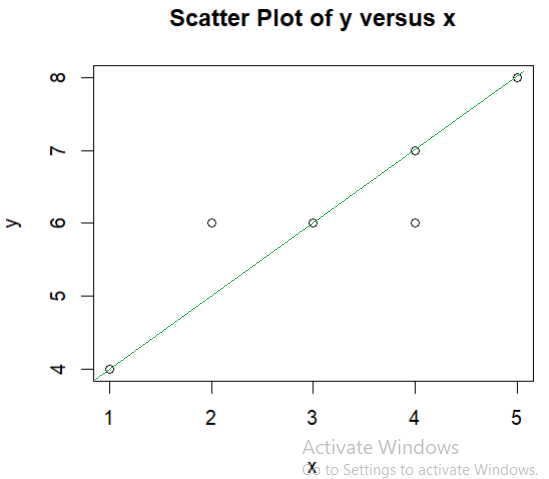 Scatter Plot of y versus x
8
7
6
5
4
y
1 2 3 4 5
x
Activate Windows
Go to Settings to activate Windows.